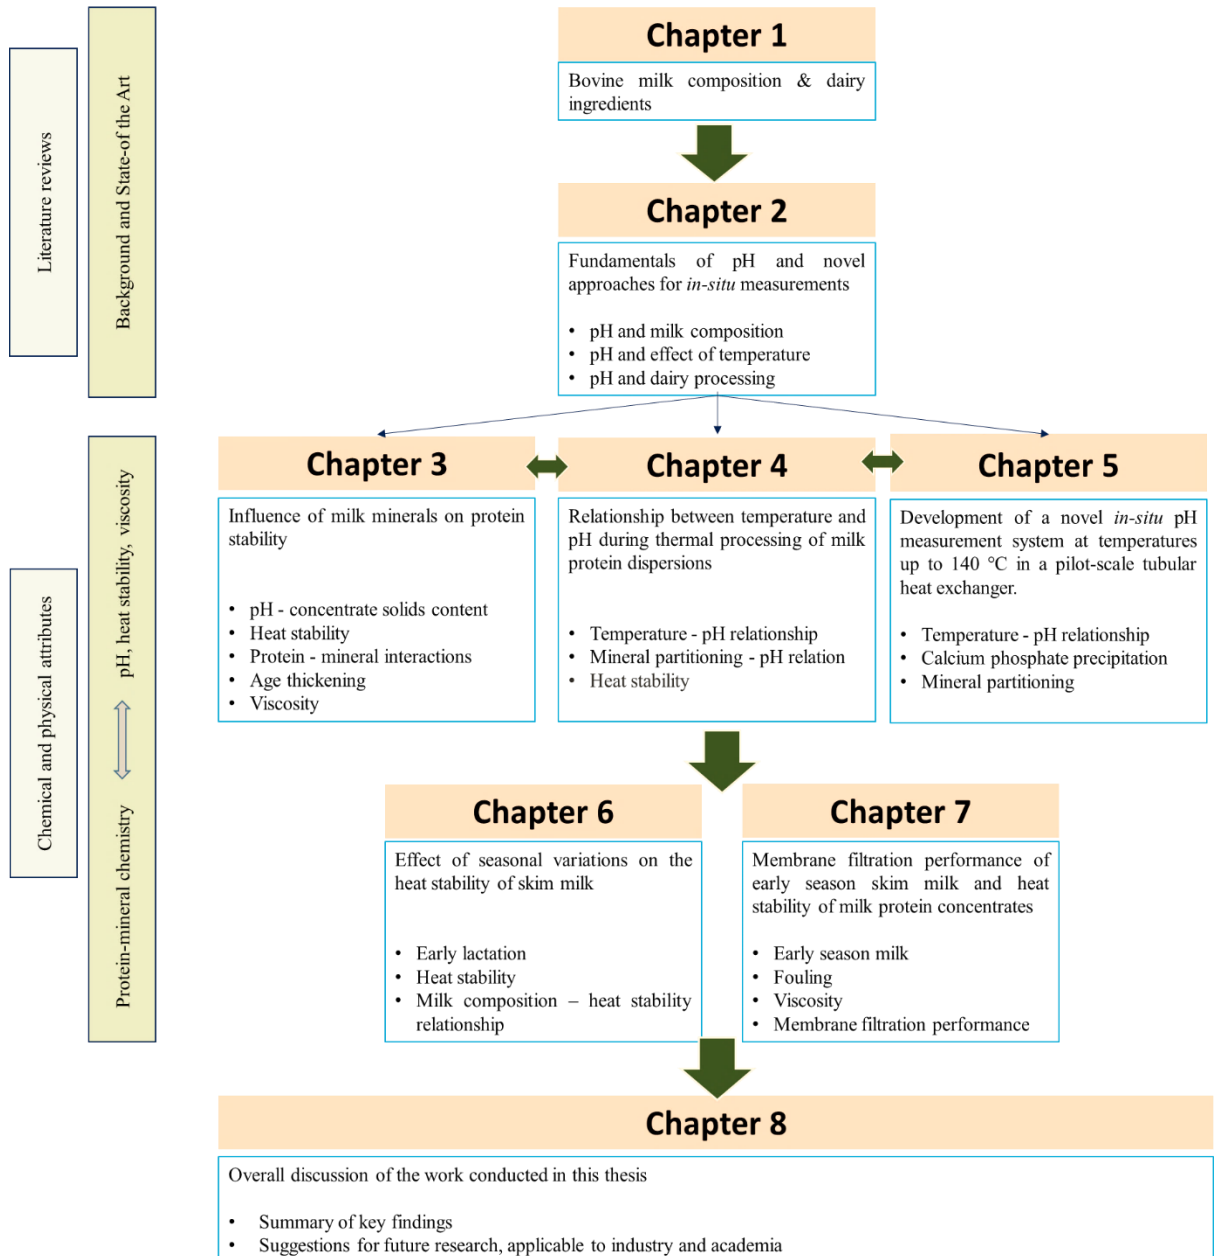 Literature reviews
Background and State-of the Art
Chapter 1
Bovine milk composition & dairy
ingredients
Chapter 2
Fundamentals of pH and novel
approaches for in-situ measurements
• pH and milk composition
• pH and effect of temperature
• pH and dairy processing
Chemical and physical attributes
pH, heat stability, viscosity
Protein-mineral chemistry
Chapter 3
Influence of milk minerals on protein
stability
• pH - concentrate solids content
• Heat stability
• Protein - mineral interactions
• Age thickening
• Viscosity
Chapter 4
Relationship between temperature and
pH during thermal processing of milk
protein dispersions
• Temperature - pH relationship
• Mineral partitioning - pH relation
• Heat stability
Chapter 5
Development of a novel in-situ pH
measurement system at temperatures
up to 140 °C in a pilot-scale tubular
heat exchanger.
• Temperature - pH relationship
• Calcium phosphate precipitation
• Mineral partitioning
Chapter 6
Effect of seasonal variations on the
heat stability of skim milk
• Early lactation
• Heat stability
• Milk composition – heat stability
relationship
Chapter 7
Membrane filtration performance of
early season skim milk and heat
stability of milk protein concentrates
• Early season milk
• Fouling
• Viscosity
• Membrane filtration performance
Chapter 8
Overall discussion of the work conducted in this thesis
• Summary of key findings
• Suggestions for future research, applicable to industry and academia